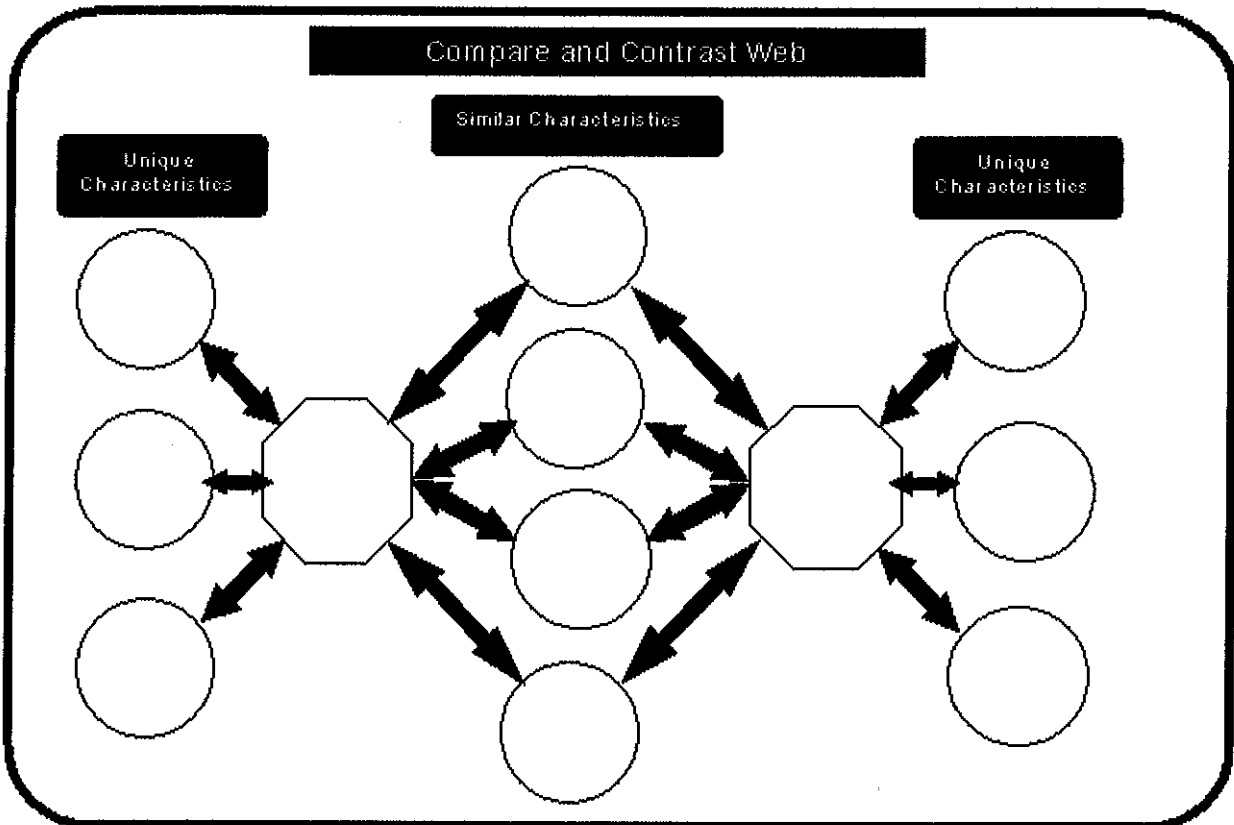 Compare and Contrast Web
Similar Characteristics
Unique
Characteristics
Unique
Characteristics